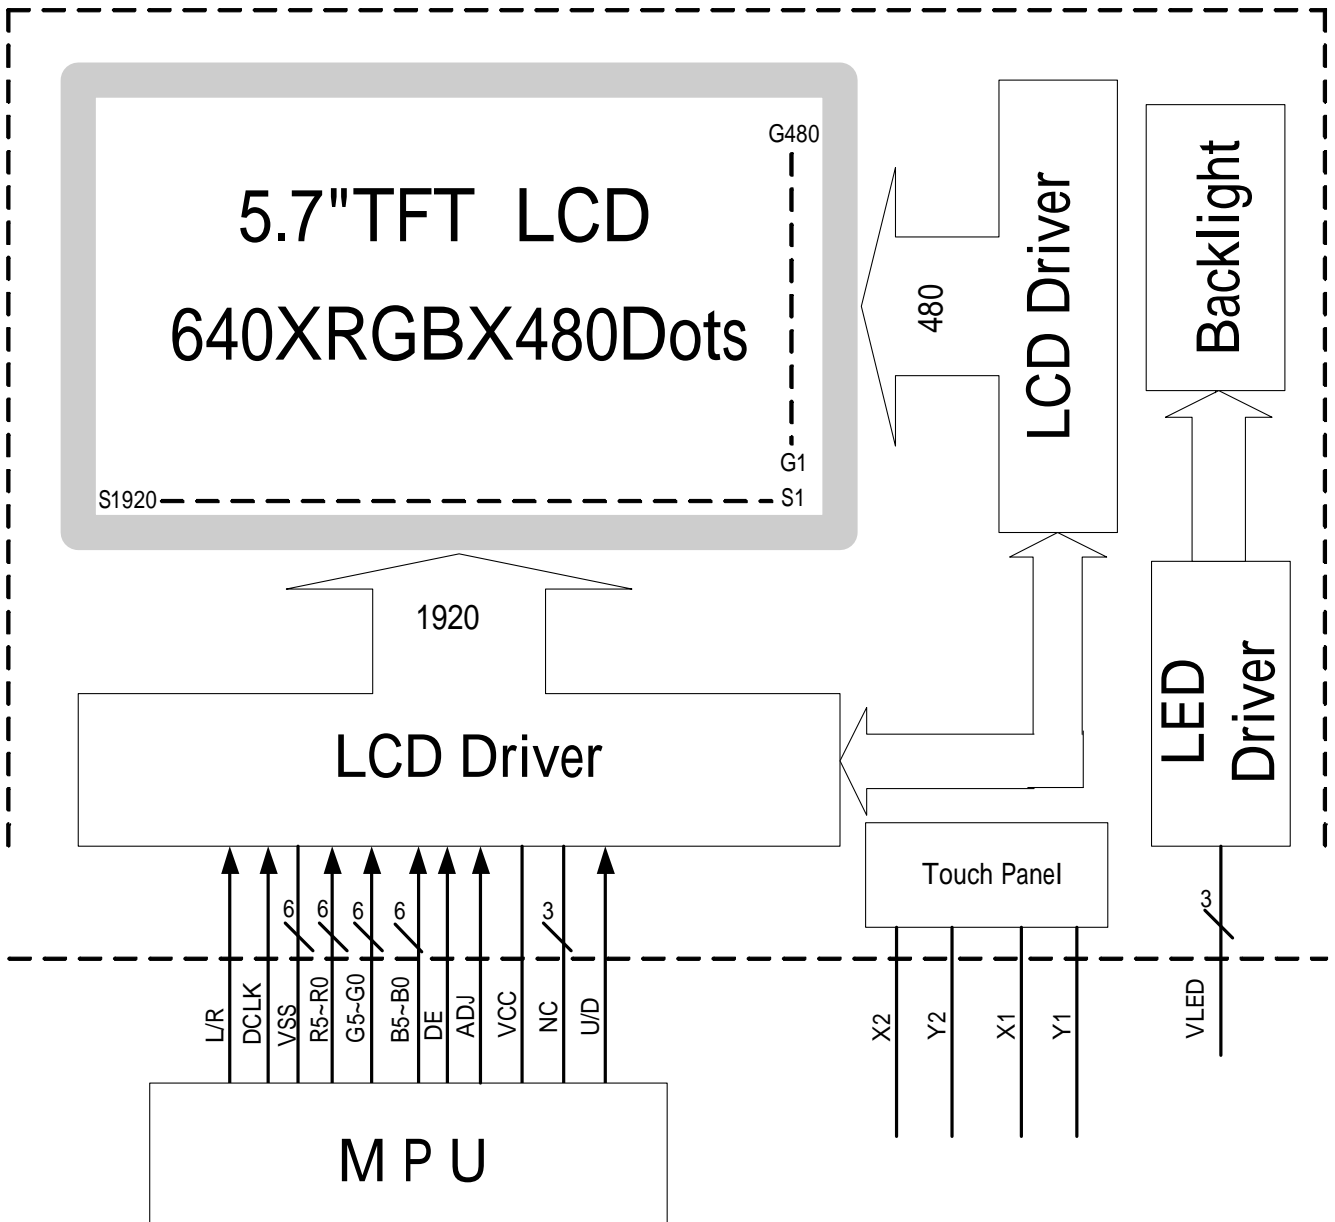 G480
5.7"TFT LCD
640XRGBX480Dots
G1
S1920
S1
480
LCD Driver
Backlight
1920
LCD Driver
LED
Driver
Touch Panel
6
6
6
6
3
3
L/R
DCLK
VSS
R5~R0
G5~G0
B5~B0
DE
ADJ
VCC
NC
U/D
X2
Y2
X1
Y1
VLED
M P U